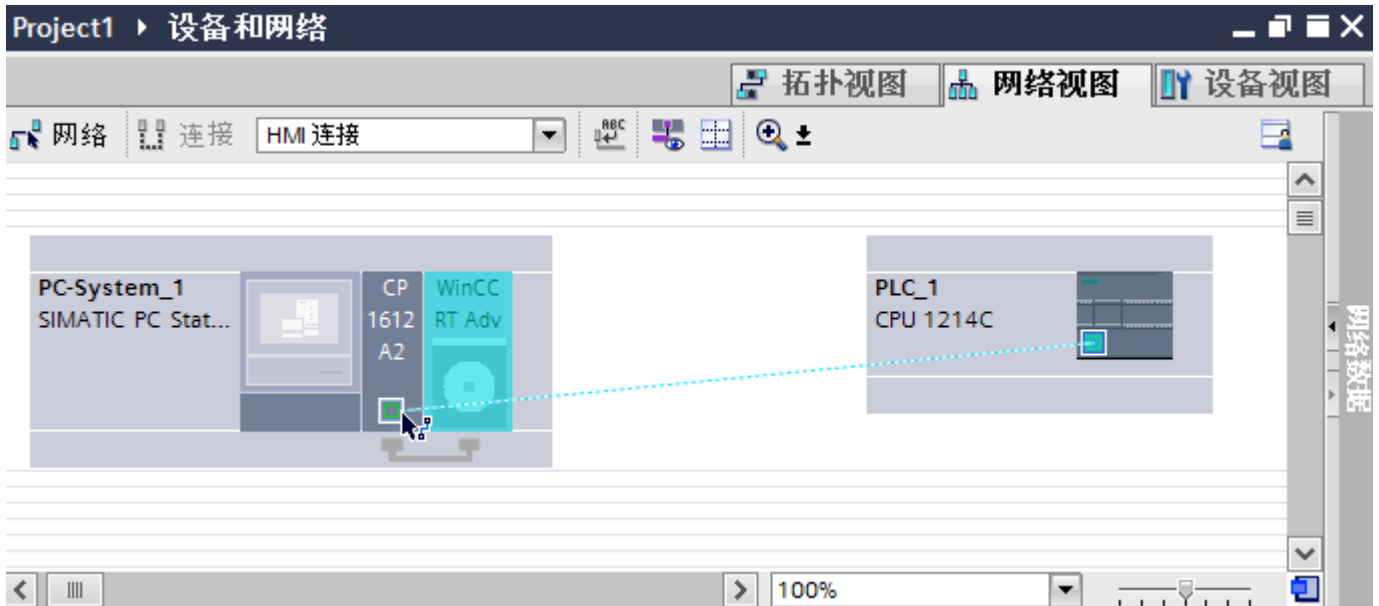 Project1 ▸ 设备和网络
拓扑视图 网络视图 设备视图
网络 连接 HMI 连接
PC-System_1
SIMATIC PC Stat...
CP
1612
A2
WinCC
RT Adv
PLC_1
CPU 1214C
网络数据
100%